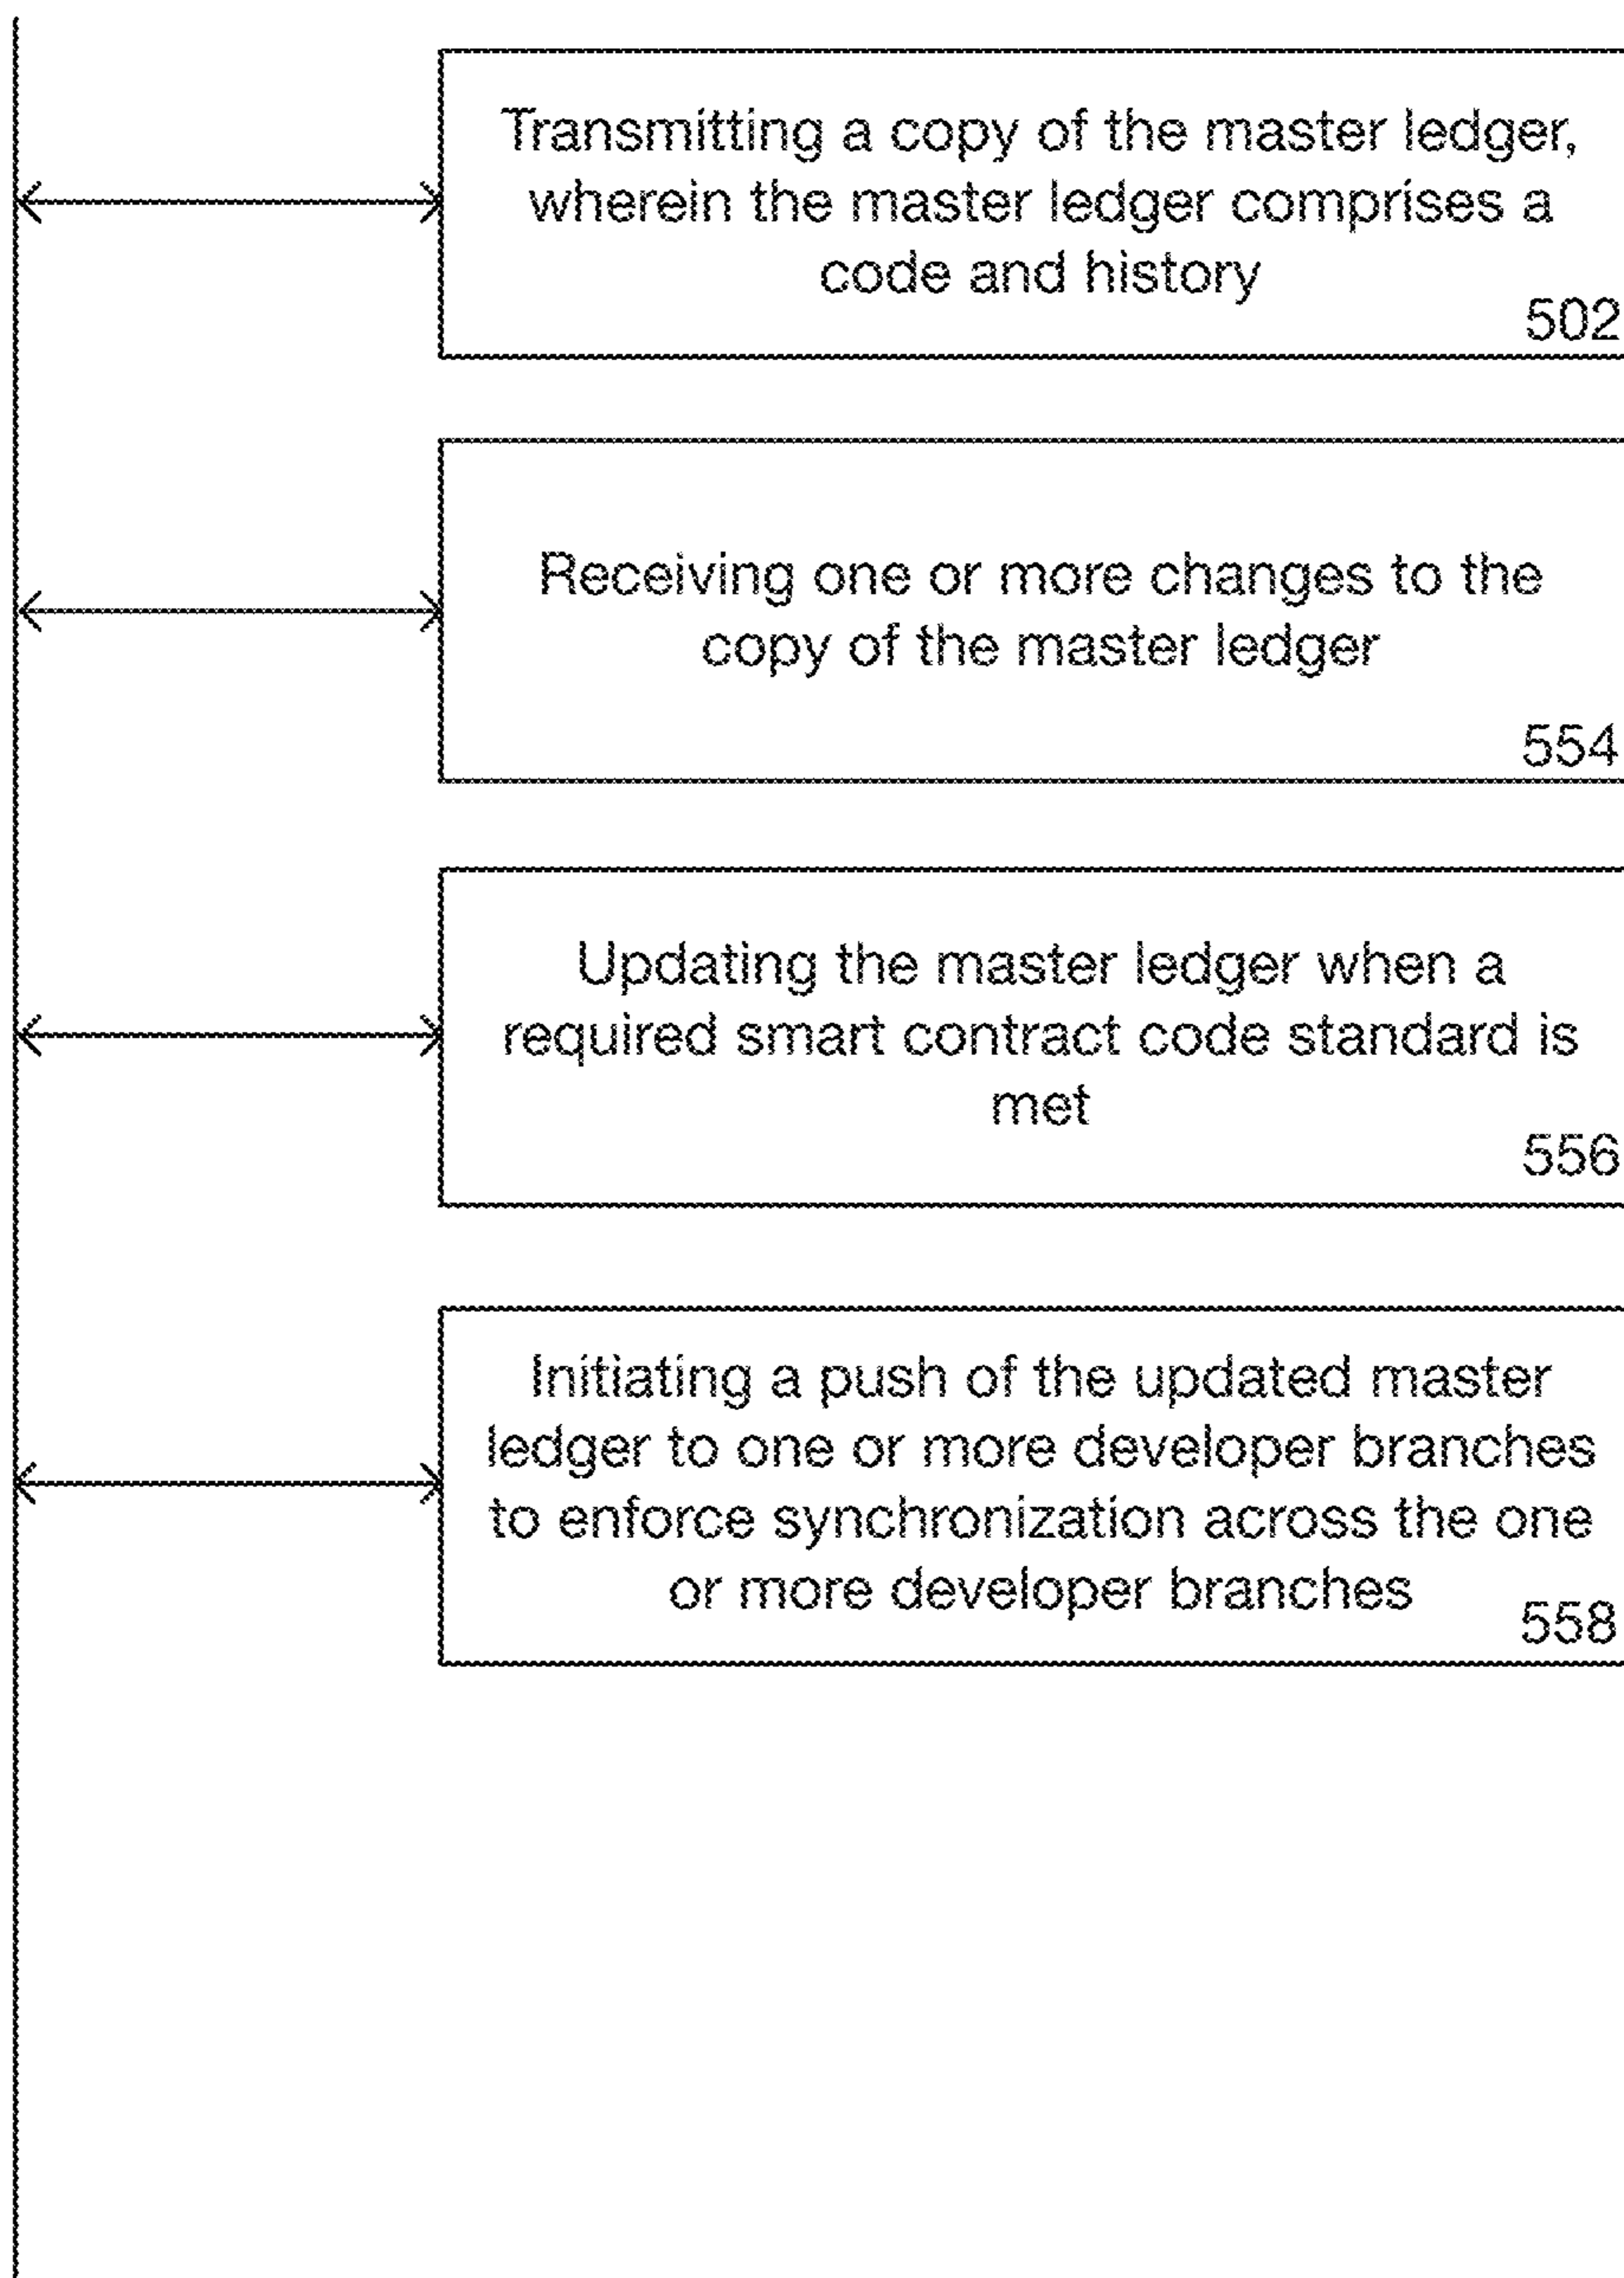 Transmitting a copy of the master ledger,
wherein the master ledger comprises a
code and history
502
Receiving one or more changes to the
copy of the master ledger
554
Updating the master ledger when a
required smart contract code standard is
met
556
Initiating a push of the updated master
ledger to one or more developer branches
to enforce synchronization across the one
or more developer branches
558